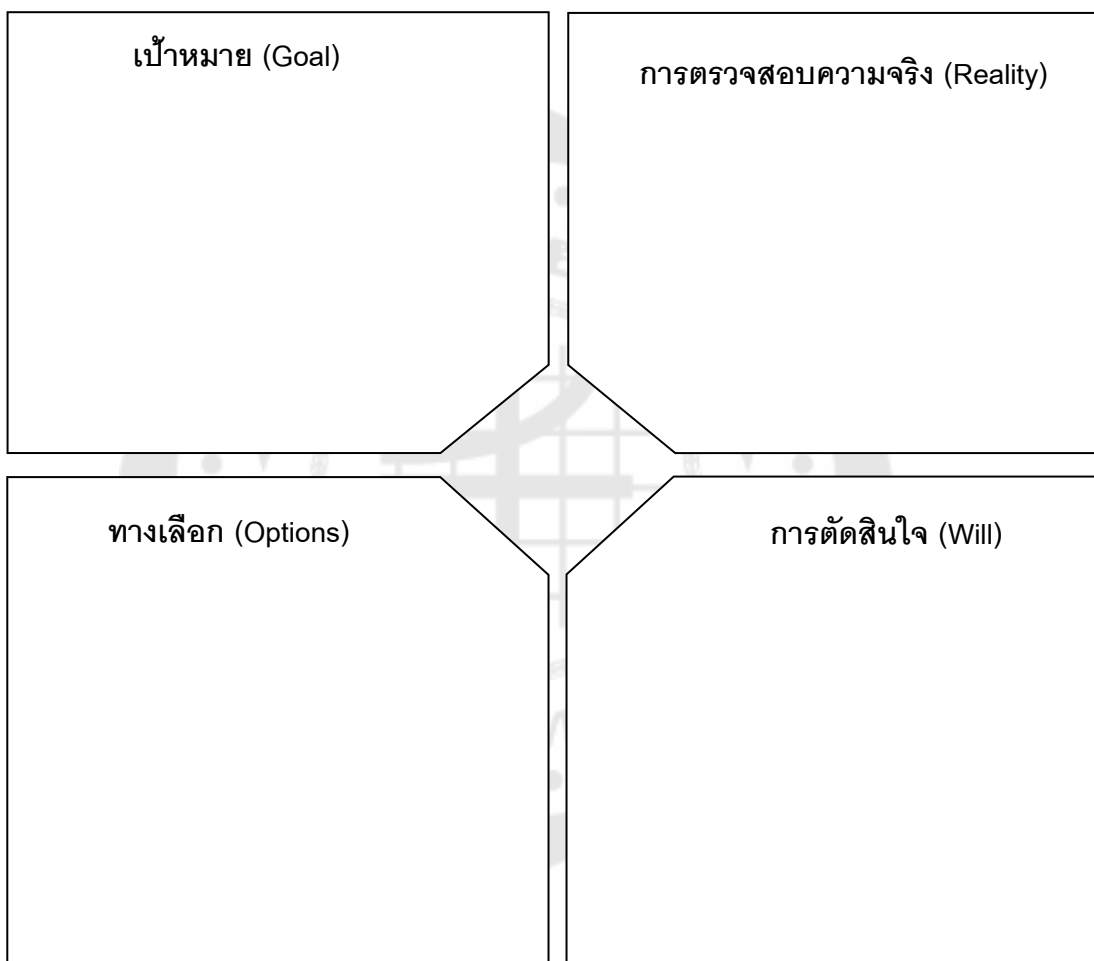 เป้าหมาย (Goal)
การตรวจสอบความจริง (Reality)
ทางเลือก (Options)
การตัดสินใจ (Will)